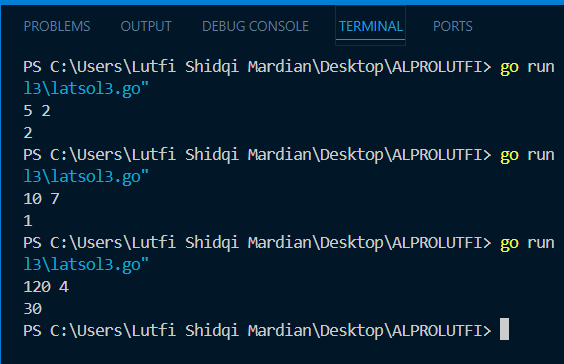 PROBLEMS OUTPUT DEBUG CONSOLE TERMINAL PORTS
PS C:\Users\Lutfi Shidqi Mardian\Desktop\ALPROLUTFI> go run
l3\latsol3.go"
5 2
2
PS C:\Users\Lutfi Shidqi Mardian\Desktop\ALPROLUTFI> go run
l3\latsol3.go"
10 7
1
PS C:\Users\Lutfi Shidqi Mardian\Desktop\ALPROLUTFI> go run
l3\latsol3.go"
120 4
30
PS C:\Users\Lutfi Shidqi Mardian\Desktop\ALPROLUTFI>